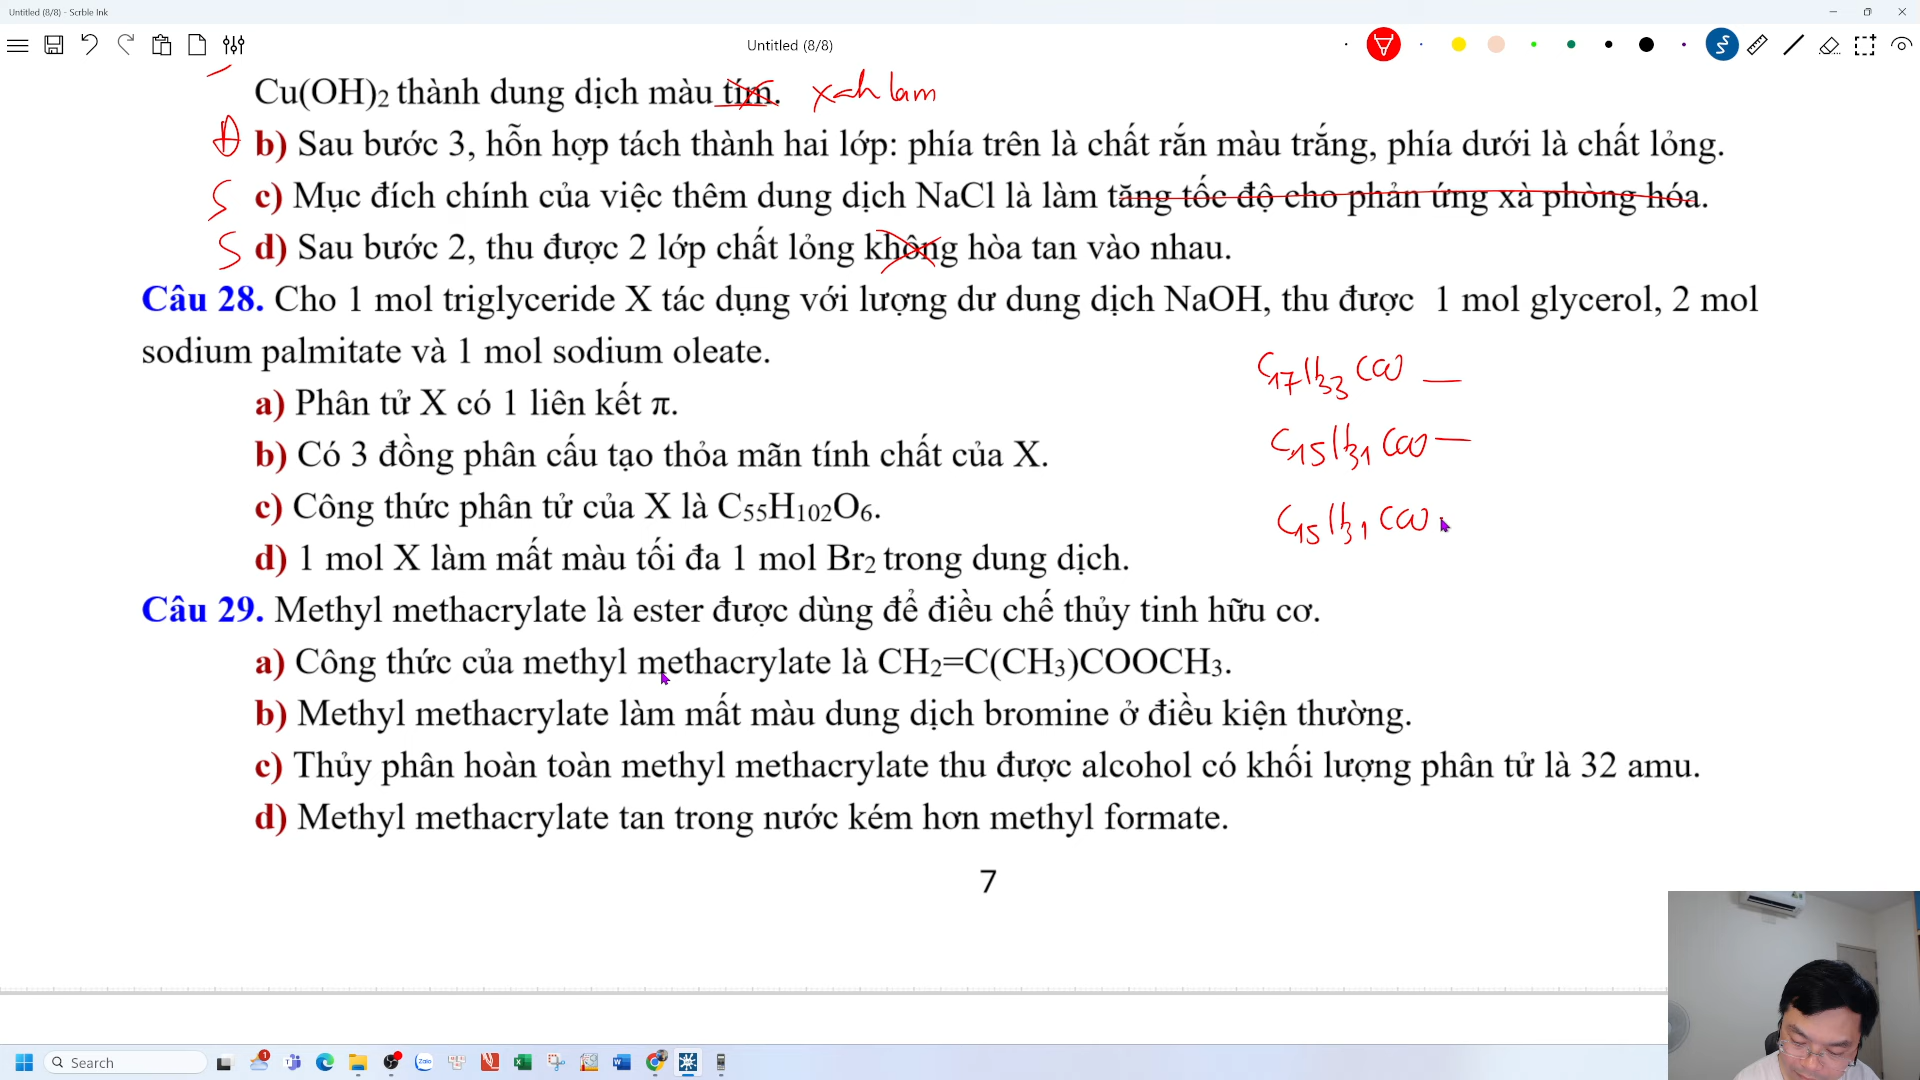 Untitled (8/8) - Scrble Ink
Untitled (8/8)
Cu(OH)₂ thành dung dịch màu tím. xanh lam
Đ b) Sau bước 3, hỗn hợp tách thành hai lớp: phía trên là chất rắn màu trắng, phía dưới là chất lỏng.
S c) Mục đích chính của việc thêm dung dịch NaCl là làm tăng tốc độ cho phản ứng xà phòng hóa.
S d) Sau bước 2, thu được 2 lớp chất lỏng không hòa tan vào nhau.
Câu 28. Cho 1 mol triglyceride X tác dụng với lượng dư dung dịch NaOH, thu được 1 mol glycerol, 2 mol
sodium palmitate và 1 mol sodium oleate.
C₁₇H₃₃COO —
a) Phân tử X có 1 liên kết π.
C₁₅H₃₁COO —
b) Có 3 đồng phân cấu tạo thỏa mãn tính chất của X.
c) Công thức phân tử của X là C₅₅H₁₀₂O₆.
C₁₅H₃₁COO
d) 1 mol X làm mất màu tối đa 1 mol Br₂ trong dung dịch.
Câu 29. Methyl methacrylate là ester được dùng để điều chế thủy tinh hữu cơ.
a) Công thức của methyl methacrylate là CH₂=C(CH₃)COOCH₃.
b) Methyl methacrylate làm mất màu dung dịch bromine ở điều kiện thường.
c) Thủy phân hoàn toàn methyl methacrylate thu được alcohol có khối lượng phân tử là 32 amu.
d) Methyl methacrylate tan trong nước kém hơn methyl formate.
7
Search
1
Zalo